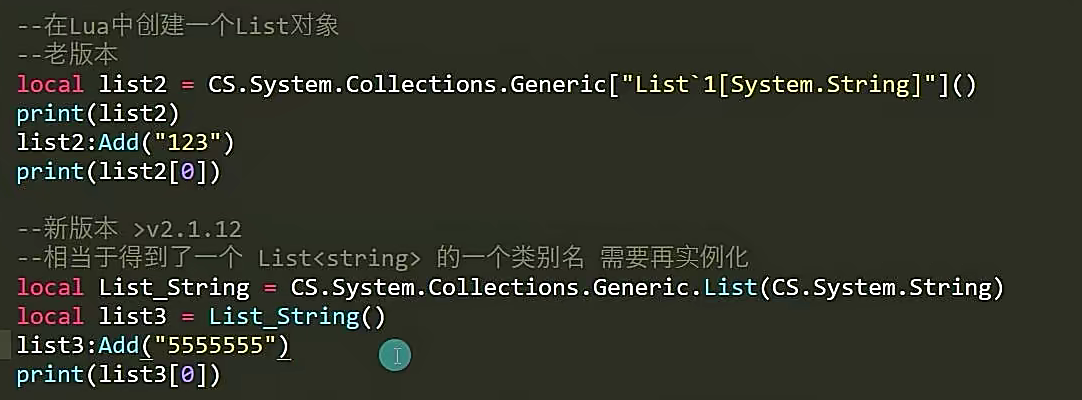 --在Lua中创建一个List对象
--老版本
local list2 = CS.System.Collections.Generic["List`1[System.String]"]()
print(list2)
list2:Add("123")
print(list2[0])
--新版本 >v2.1.12
--相当于得到了一个 List<string> 的一个类别名 需要再实例化
local List_String = CS.System.Collections.Generic.List(CS.System.String)
local list3 = List_String()
list3:Add("5555555")
print(list3[0])